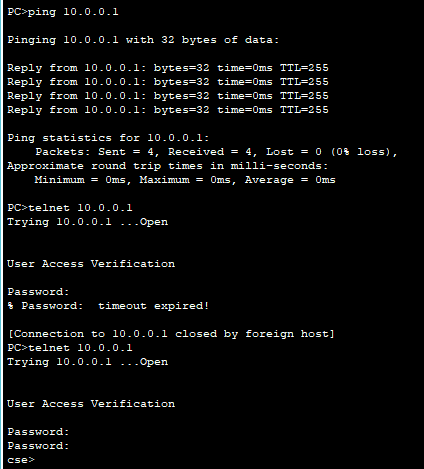 PC>ping 10.0.0.1
Pinging 10.0.0.1 with 32 bytes of data:
Reply from 10.0.0.1: bytes=32 time=0ms TTL=255
Reply from 10.0.0.1: bytes=32 time=0ms TTL=255
Reply from 10.0.0.1: bytes=32 time=0ms TTL=255
Reply from 10.0.0.1: bytes=32 time=0ms TTL=255
Ping statistics for 10.0.0.1:
    Packets: Sent = 4, Received = 4, Lost = 0 (0% loss),
Approximate round trip times in milli-seconds:
    Minimum = 0ms, Maximum = 0ms, Average = 0ms
PC>telnet 10.0.0.1
Trying 10.0.0.1 ...Open
User Access Verification
Password:
% Password:  timeout expired!
[Connection to 10.0.0.1 closed by foreign host]
PC>telnet 10.0.0.1
Trying 10.0.0.1 ...Open
User Access Verification
Password:
Password:
cse>